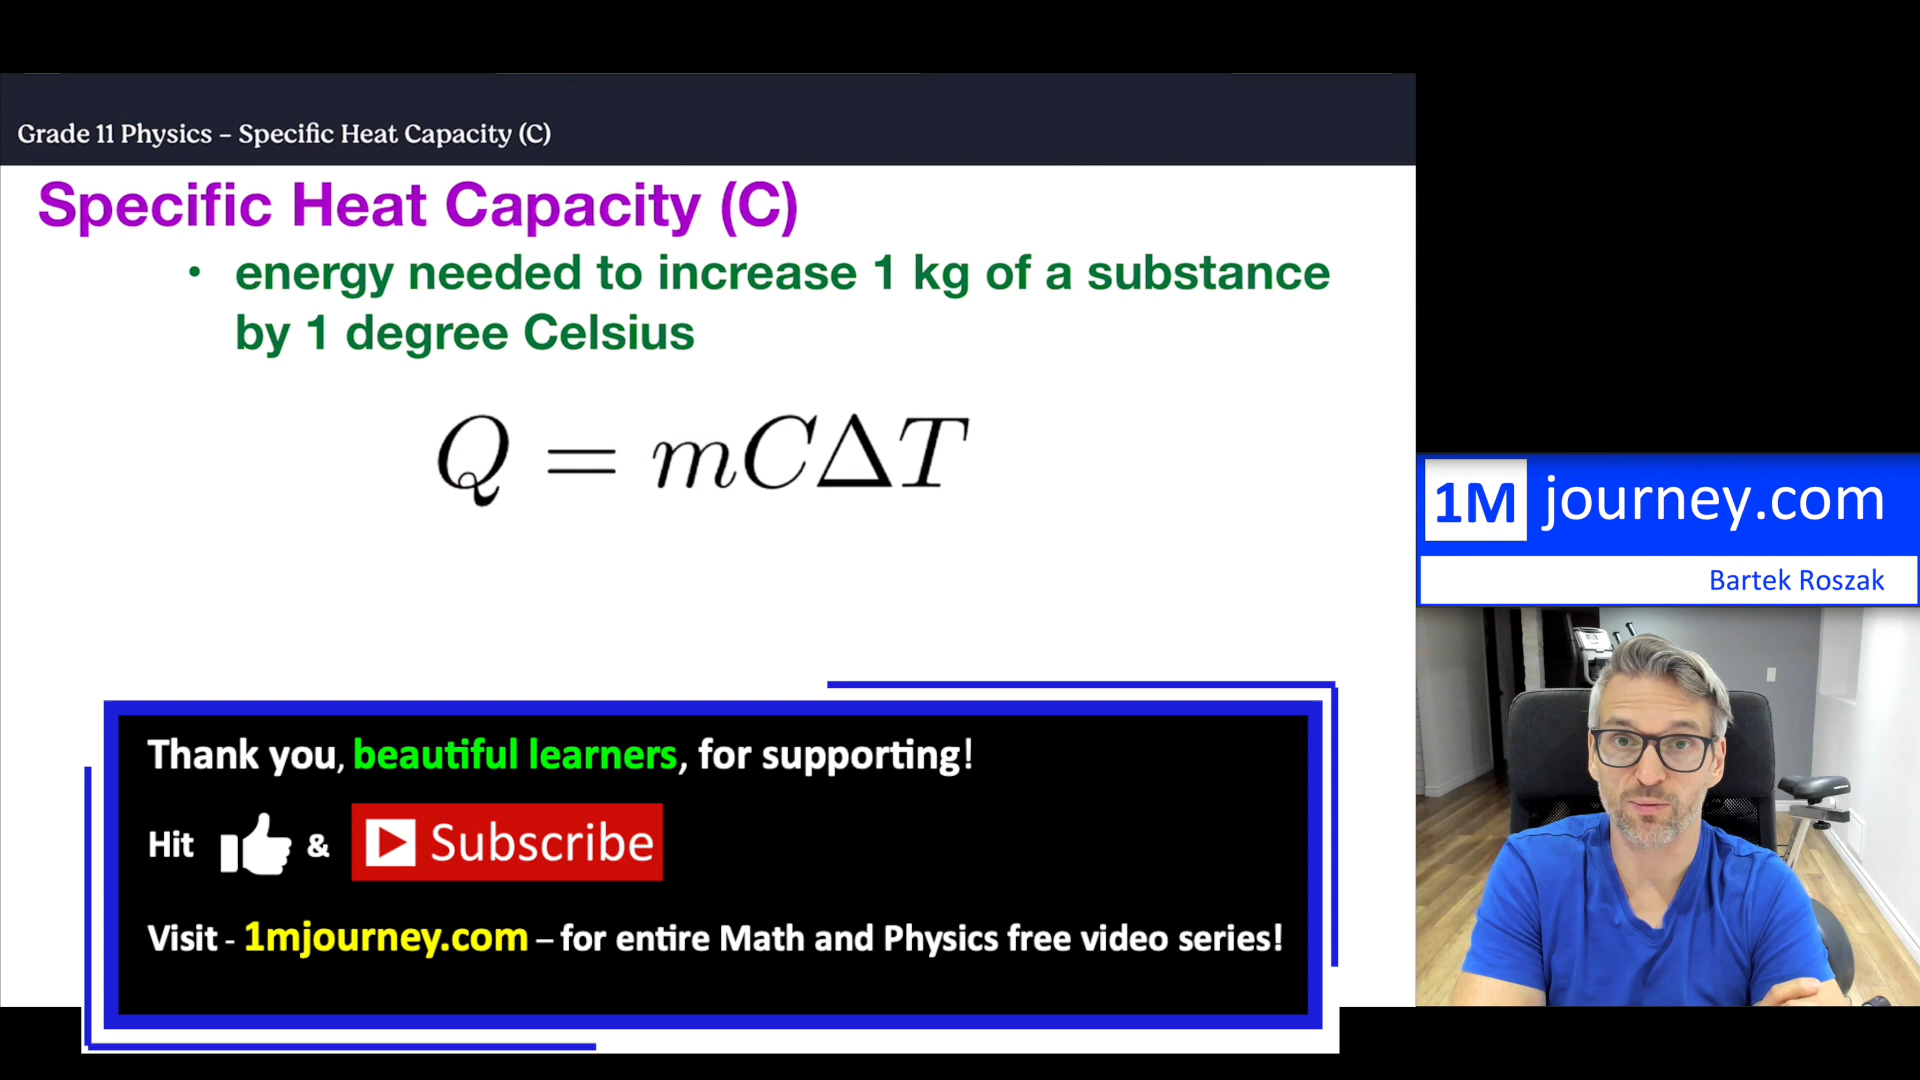 Grade 11 Physics – Specific Heat Capacity (C)
Specific Heat Capacity (C)
• energy needed to increase 1 kg of a substance
by 1 degree Celsius
Q = mCΔT
1M journey.com
Bartek Roszak
Thank you, beautiful learners, for supporting!
Hit & Subscribe
Visit - 1mjourney.com – for entire Math and Physics free video series!